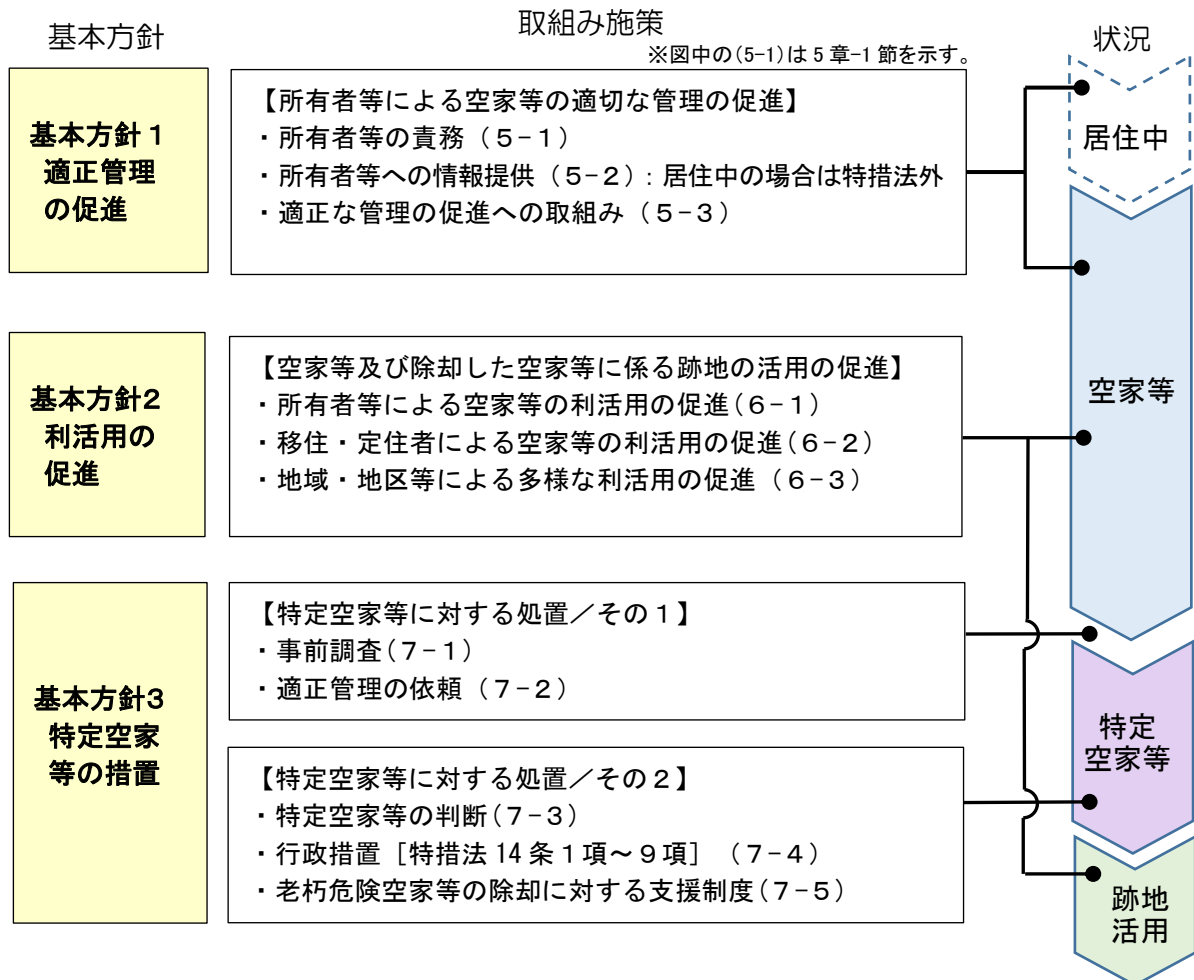 基本方針
取組み施策
状況
※図中の(5-1)は5章-1節を示す。
基本方針1
適正管理
の促進
【所有者等による空家等の適切な管理の促進】
・所有者等の責務（5-1）
・所有者等への情報提供（5-2）：居住中の場合は特措法外
・適正な管理の促進への取組み（5-3）
居住中
基本方針2
利活用の
促進
【空家等及び除却した空家等に係る跡地の活用の促進】
・所有者等による空家等の利活用の促進(6-1)
・移住・定住者による空家等の利活用の促進(6-2)
・地域・地区等による多様な利活用の促進（6-3）
空家等
基本方針3
特定空家
等の措置
【特定空家等に対する処置／その1】
・事前調査(7-1)
・適正管理の依頼（7-2）
【特定空家等に対する処置／その2】
・特定空家等の判断(7-3)
・行政措置［特措法14条1項～9項］（7-4）
・老朽危険空家等の除却に対する支援制度(7-5)
特定
空家等
跡地
活用